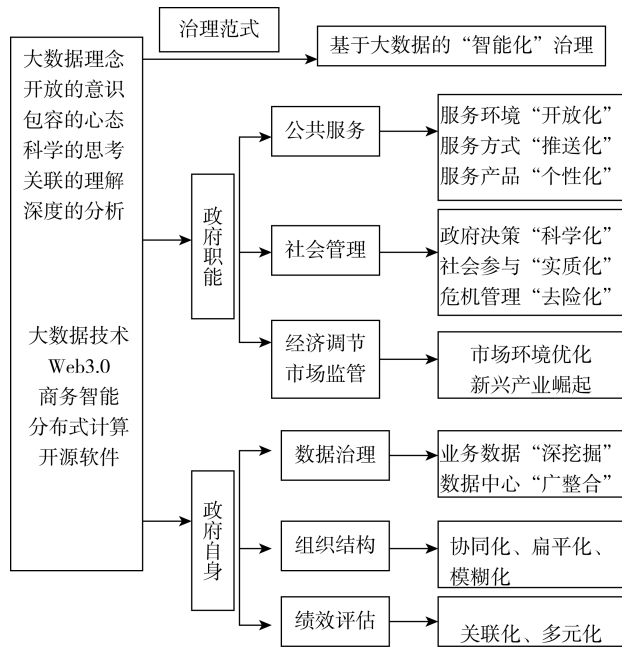 大数据理念
开放的意识
包容的心态
科学的思考
关联的理解
深度的分析
大数据技术
Web3.0
商务智能
分布式计算
开源软件
治理范式
基于大数据的“智能化”治理
政府职能
公共服务
服务环境“开放化”
服务方式“推送化”
服务产品“个性化”
社会管理
政府决策“科学化”
社会参与“实质化”
危机管理“去险化”
经济调节
市场监管
市场环境优化
新兴产业崛起
政府自身
数据治理
业务数据“深挖掘”
数据中心“广整合”
组织结构
协同化、扁平化、
模糊化
绩效评估
关联化、多元化